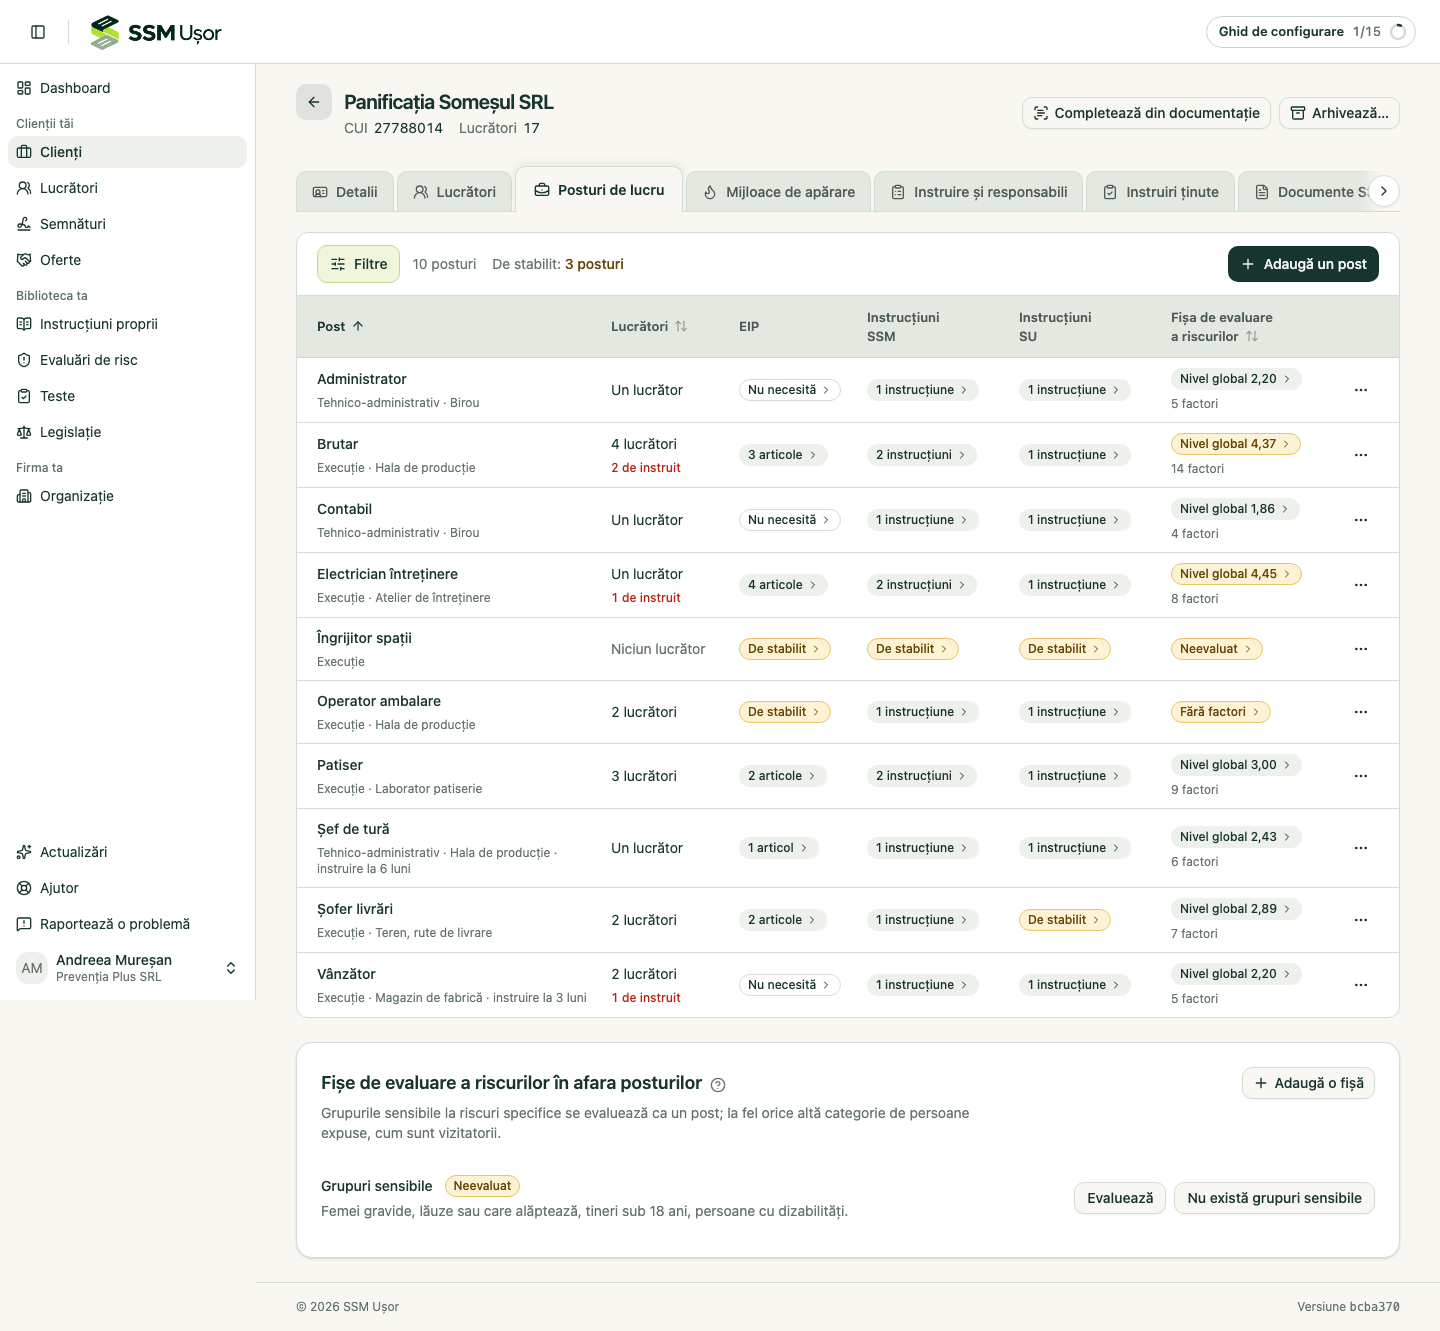 SSM Ușor
Ghid de configurare 1/15
Dashboard
Clienții tăi
Clienți
Lucrători
Semnături
Oferte
Biblioteca ta
Instrucțiuni proprii
Evaluări de risc
Teste
Legislație
Firma ta
Organizație
Actualizări
Ajutor
Raportează o problemă
AM
Andreea Mureșan
Prevenția Plus SRL
Panificația Someșul SRL
CUI 27788014 Lucrători 17
Completează din documentație
Arhivează...
Detalii
Lucrători
Posturi de lucru
Mijloace de apărare
Instruire și responsabili
Instruiri ținute
Documente
Filtre
10 posturi
De stabilit: 3 posturi
Adaugă un post
Post
Lucrători
EIP
Instrucțiuni
SSM
Instrucțiuni
SU
Fișa de evaluare
a riscurilor
Administrator
Tehnico-administrativ · Birou
Un lucrător
Nu necesită
1 instrucțiune
1 instrucțiune
Nivel global 2,20
5 factori
Brutar
Execuție · Hala de producție
4 lucrători
2 de instruit
3 articole
2 instrucțiuni
1 instrucțiune
Nivel global 4,37
14 factori
Contabil
Tehnico-administrativ · Birou
Un lucrător
Nu necesită
1 instrucțiune
1 instrucțiune
Nivel global 1,86
4 factori
Electrician întreținere
Execuție · Atelier de întreținere
Un lucrător
1 de instruit
4 articole
2 instrucțiuni
1 instrucțiune
Nivel global 4,45
8 factori
Îngrijitor spații
Execuție
Niciun lucrător
De stabilit
De stabilit
De stabilit
Neevaluat
Operator ambalare
Execuție · Hala de producție
2 lucrători
De stabilit
1 instrucțiune
1 instrucțiune
Fără factori
Patiser
Execuție · Laborator patiserie
3 lucrători
2 articole
2 instrucțiuni
1 instrucțiune
Nivel global 3,00
9 factori
Șef de tură
Tehnico-administrativ · Hala de producție ·
instruire la 6 luni
Un lucrător
1 articol
1 instrucțiune
1 instrucțiune
Nivel global 2,43
6 factori
Șofer livrări
Execuție · Teren, rute de livrare
2 lucrători
2 articole
1 instrucțiune
De stabilit
Nivel global 2,89
7 factori
Vânzător
Execuție · Magazin de fabrică · instruire la 3 luni
2 lucrători
1 de instruit
Nu necesită
1 instrucțiune
1 instrucțiune
Nivel global 2,20
5 factori
Fișe de evaluare a riscurilor în afara posturilor
Adaugă o fișă
Grupurile sensibile la riscuri specifice se evaluează ca un post; la fel orice altă categorie de persoane
expuse, cum sunt vizitatorii.
Grupuri sensibile
Neevaluat
Femei gravide, lăuze sau care alăptează, tineri sub 18 ani, persoane cu dizabilități.
Evaluează
Nu există grupuri sensibile
© 2026 SSM Ușor
Versiune bcba370